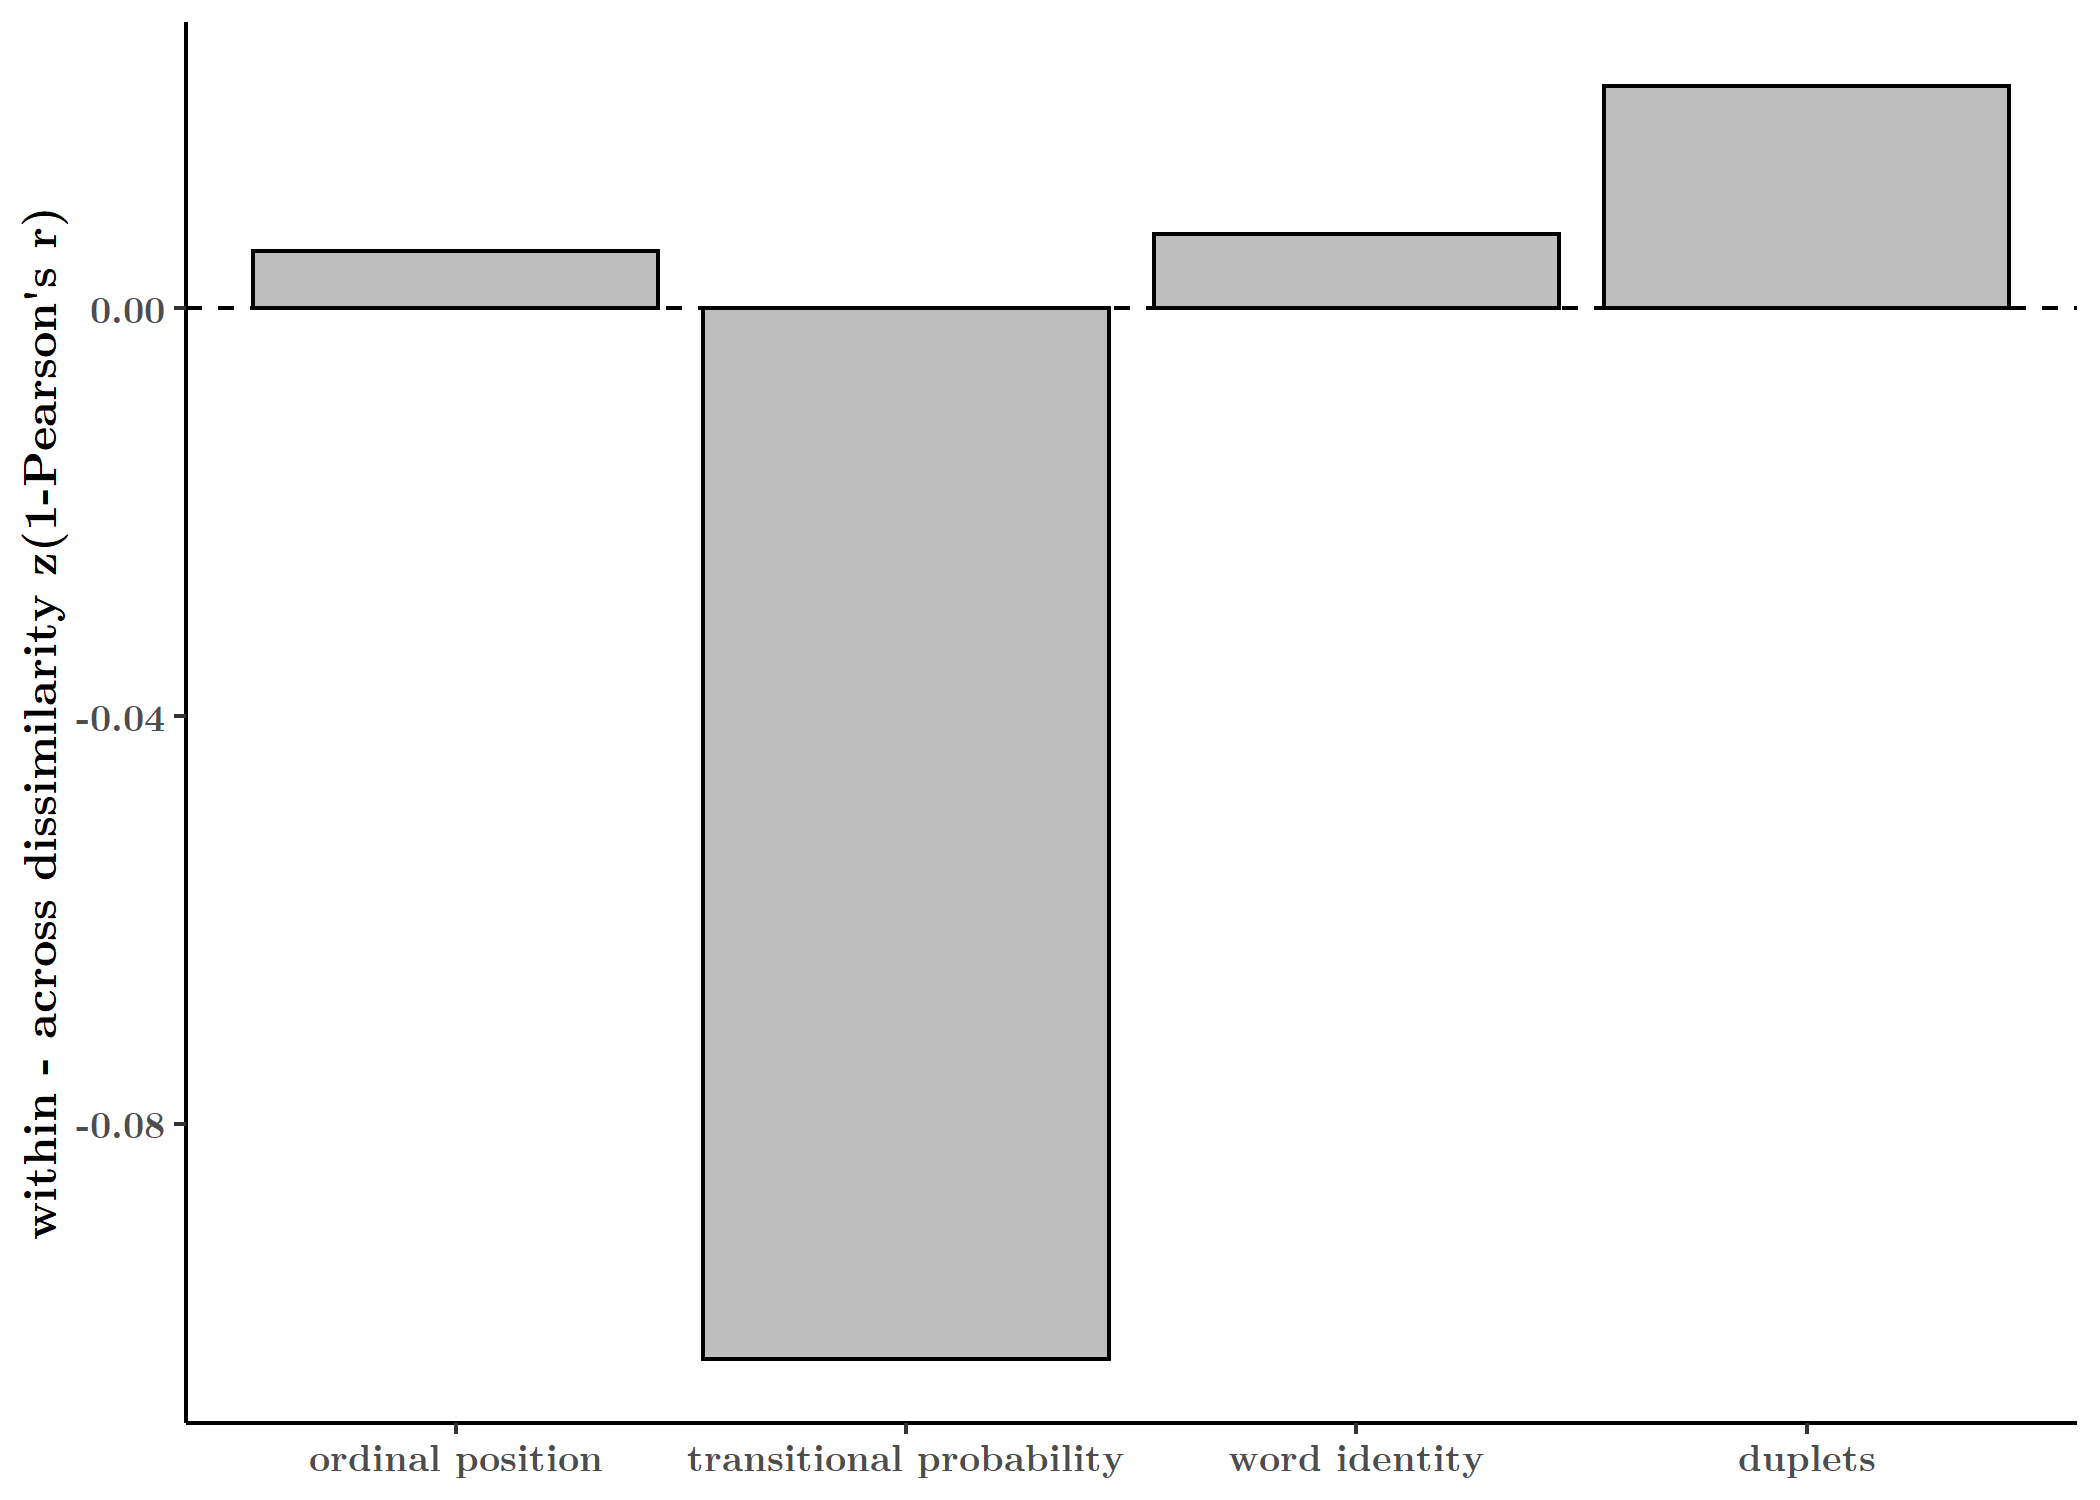 within - across dissimilarity z(1-Pearson's r)
0.00
-0.04
-0.08
ordinal position
transitional probability
word identity
duplets